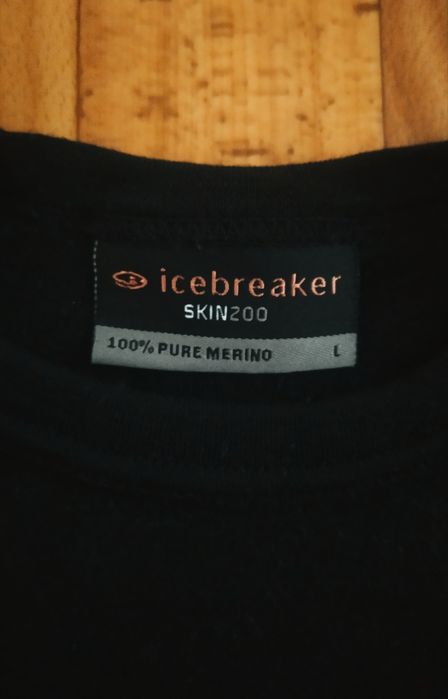 icebreaker
SKIN200
100% PURE MERINO L